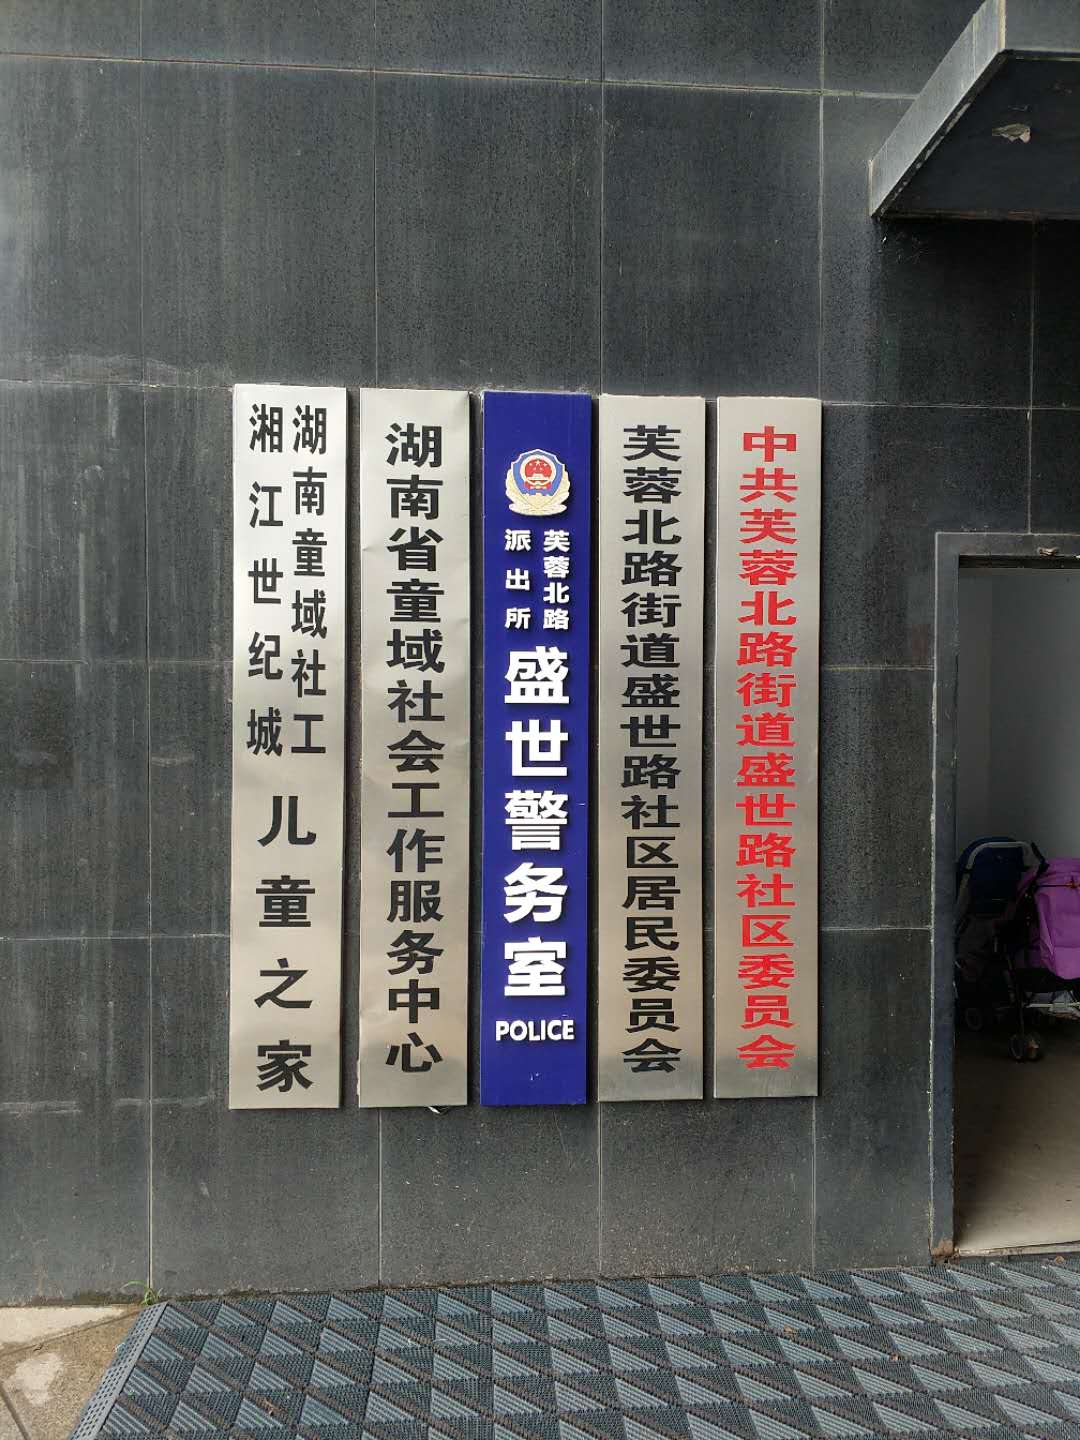 湖南童域社工
湘江世纪城
儿童之家
湖南省童域社会工作服务中心
芙蓉北路
派出所
盛世警务室
POLICE
芙蓉北路街道盛世路社区居民委员会
中共芙蓉北路街道盛世路社区委员会